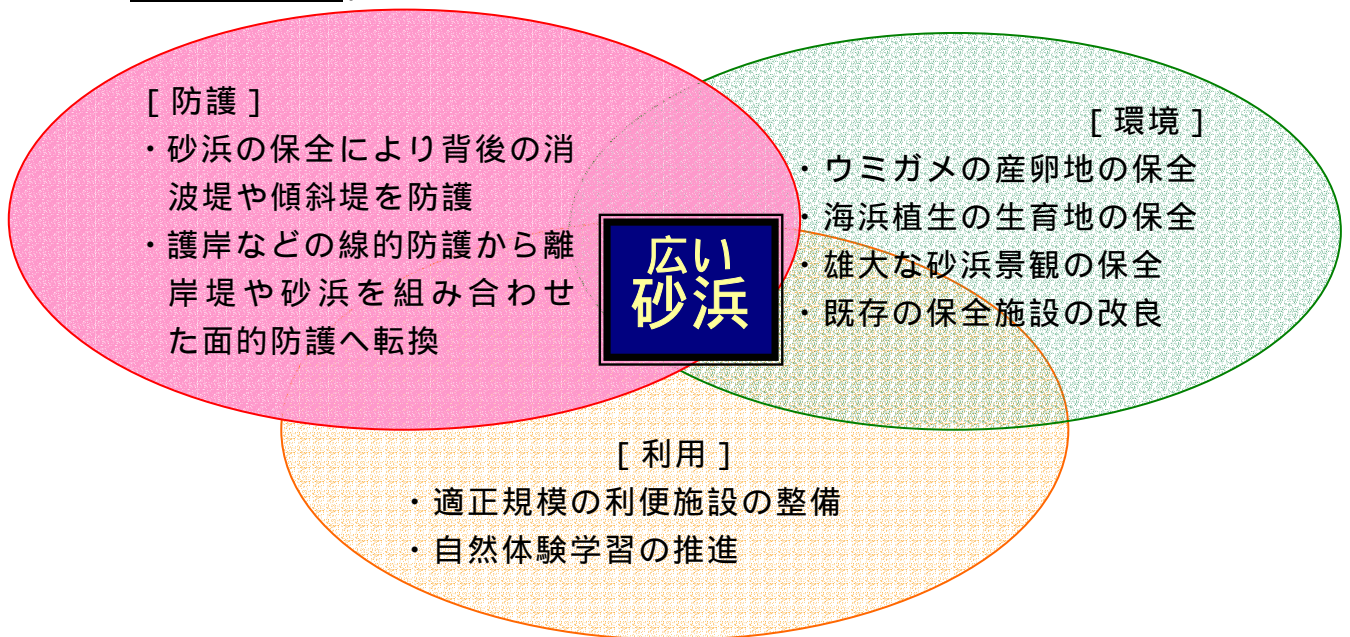 [ 防護 ]
・砂浜の保全により背後の消
波堤や傾斜堤を防護
・護岸などの線的防護から離
岸堤や砂浜を組み合わせ
た面的防護へ転換
[ 環境 ]
・ウミガメの産卵地の保全
・海浜植生の生育地の保全
・雄大な砂浜景観の保全
・既存の保全施設の改良
広い
砂浜
[ 利用 ]
・適正規模の利便施設の整備
・自然体験学習の推進